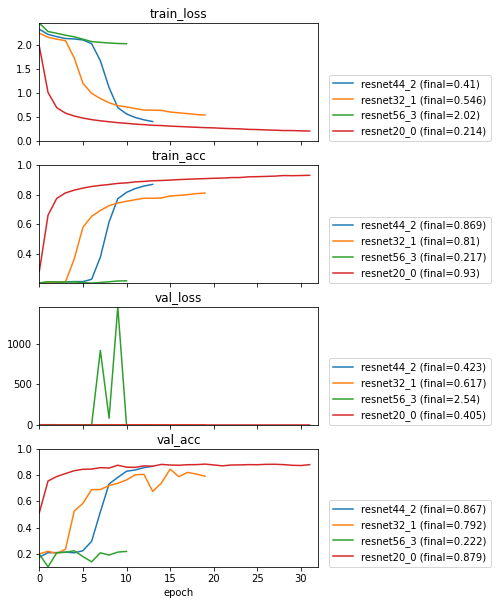 train_loss
2.0
1.5
1.0
0.5
0.0
resnet44_2 (final=0.41)
resnet32_1 (final=0.546)
resnet56_3 (final=2.02)
resnet20_0 (final=0.214)
train_acc
1.0
0.8
0.6
0.4
resnet44_2 (final=0.869)
resnet32_1 (final=0.81)
resnet56_3 (final=0.217)
resnet20_0 (final=0.93)
val_loss
1000
500
0
resnet44_2 (final=0.423)
resnet32_1 (final=0.617)
resnet56_3 (final=2.54)
resnet20_0 (final=0.405)
val_acc
1.0
0.8
0.6
0.4
0.2
resnet44_2 (final=0.867)
resnet32_1 (final=0.792)
resnet56_3 (final=0.222)
resnet20_0 (final=0.879)
0 5 10 15 20 25 30
epoch